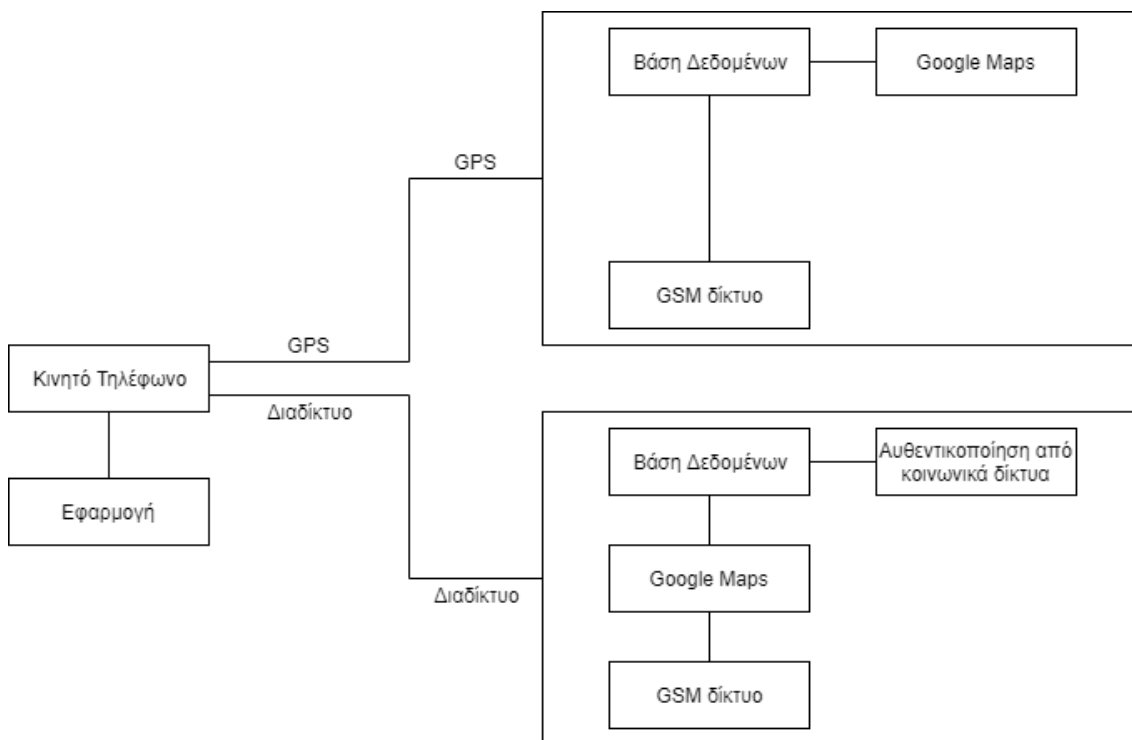 Βάση Δεδομένων
Google Maps
GPS
GSM δίκτυο
GPS
Κινητό Τηλέφωνο
Διαδίκτυο
Βάση Δεδομένων
Αυθεντικοποίηση από
κοινωνικά δίκτυα
Εφαρμογή
Google Maps
Διαδίκτυο
GSM δίκτυο